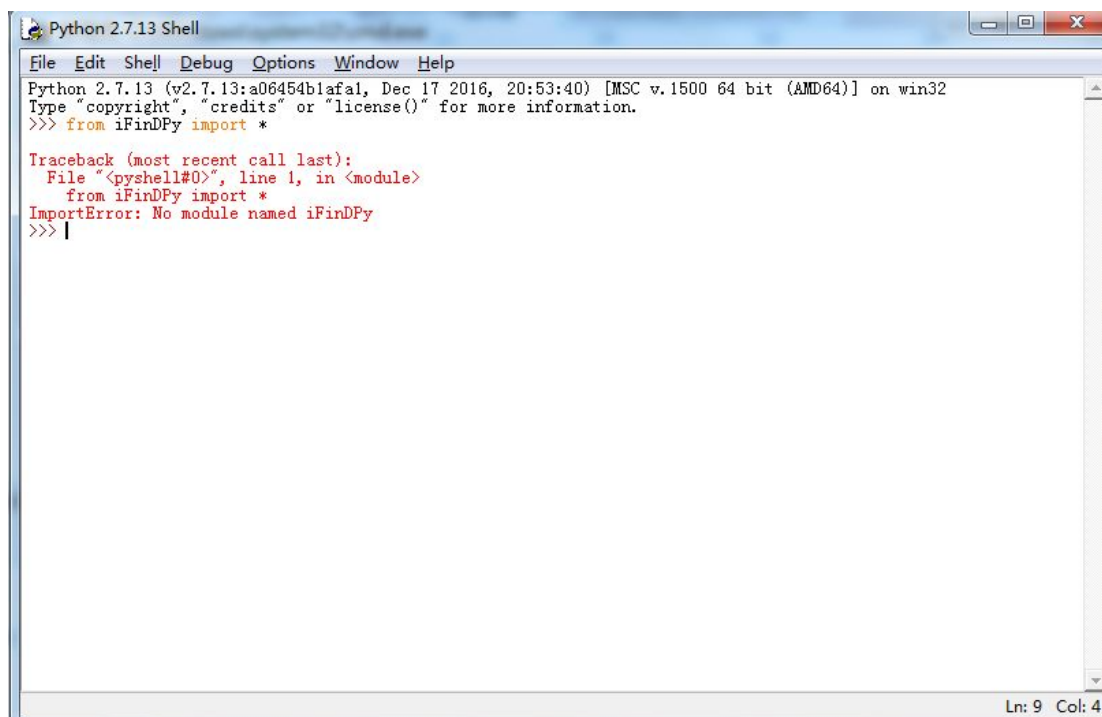 Python 2.7.13 Shell
File Edit Shell Debug Options Window Help
Python 2.7.13 (v2.7.13:a06454b1afa1, Dec 17 2016, 20:53:40) [MSC v.1500 64 bit (AMD64)] on win32
Type "copyright", "credits" or "license()" for more information.
>>> from iFinDPy import *
Traceback (most recent call last):
  File "<pyshell#0>", line 1, in <module>
    from iFinDPy import *
ImportError: No module named iFinDPy
>>>
Ln: 9 Col: 4